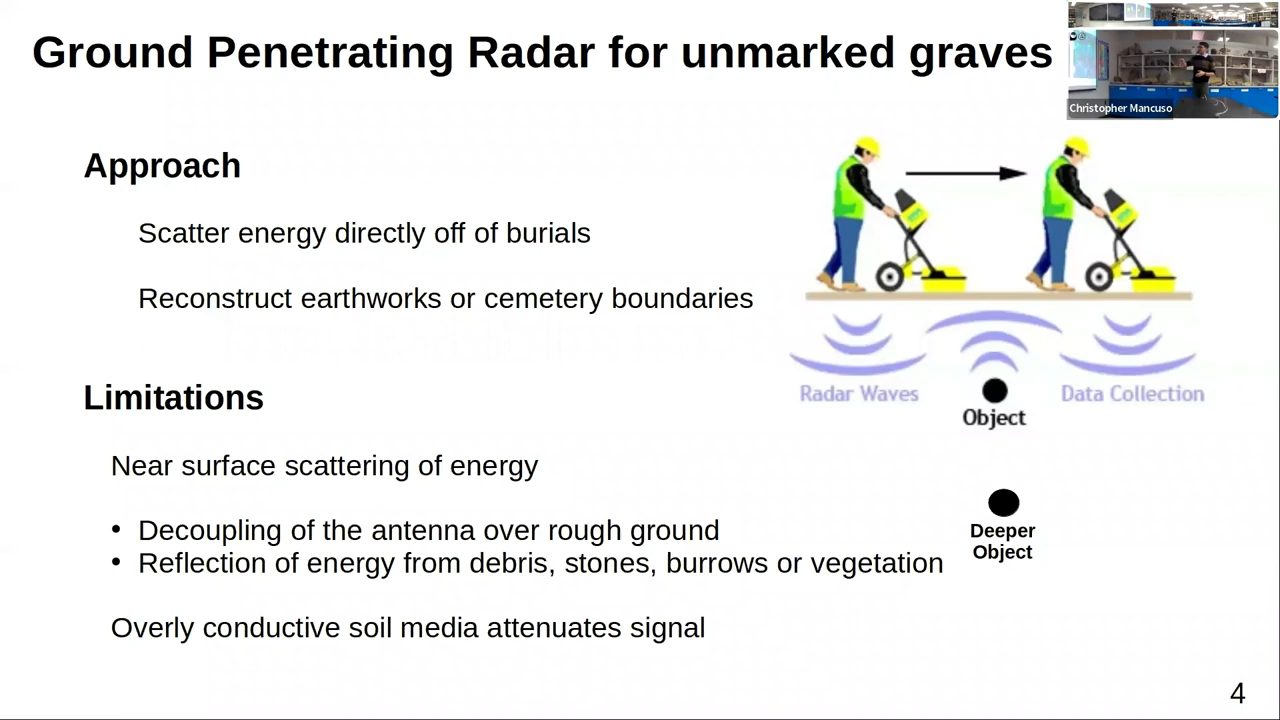 Ground Penetrating Radar for unmarked graves
Christopher Mancuso
Approach
Scatter energy directly off of burials
Reconstruct earthworks or cemetery boundaries
Radar Waves
Data Collection
Object
Limitations
Near surface scattering of energy
Deeper
Object
• Decoupling of the antenna over rough ground
• Reflection of energy from debris, stones, burrows or vegetation
Overly conductive soil media attenuates signal
4